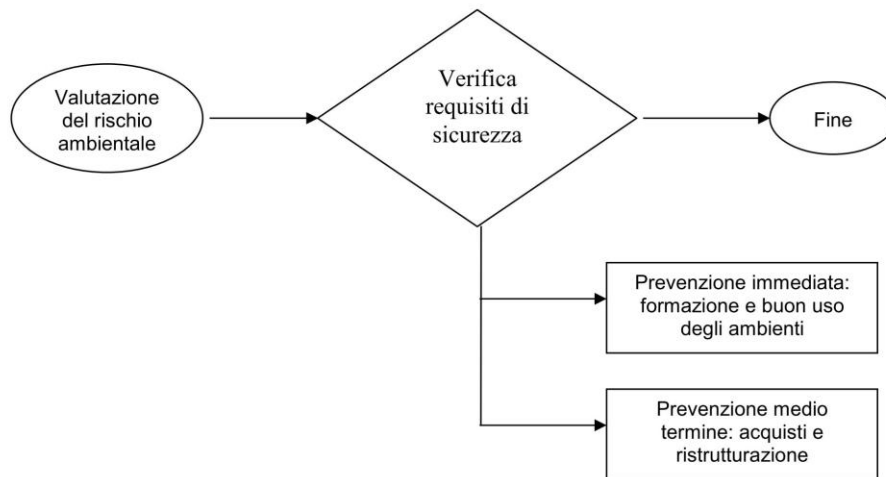 Valutazione
del rischio
ambientale
Verifica
requisiti di
sicurezza
Fine
Prevenzione immediata:
formazione e buon uso
degli ambienti
Prevenzione medio
termine: acquisti e
ristrutturazione